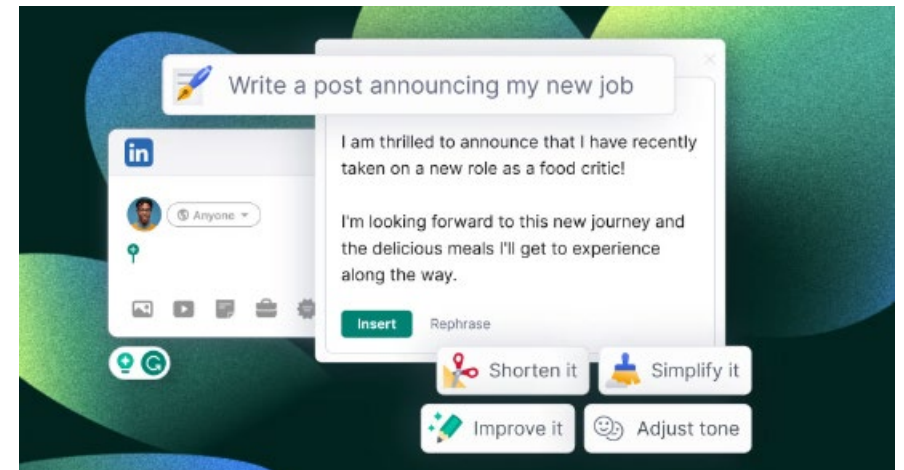 Write a post announcing my new job
I am thrilled to announce that I have recently
taken on a new role as a food critic!
I'm looking forward to this new journey and
the delicious meals I'll get to experience
along the way.
Insert
Rephrase
in
Anyone
Shorten it
Simplify it
Improve it
Adjust tone